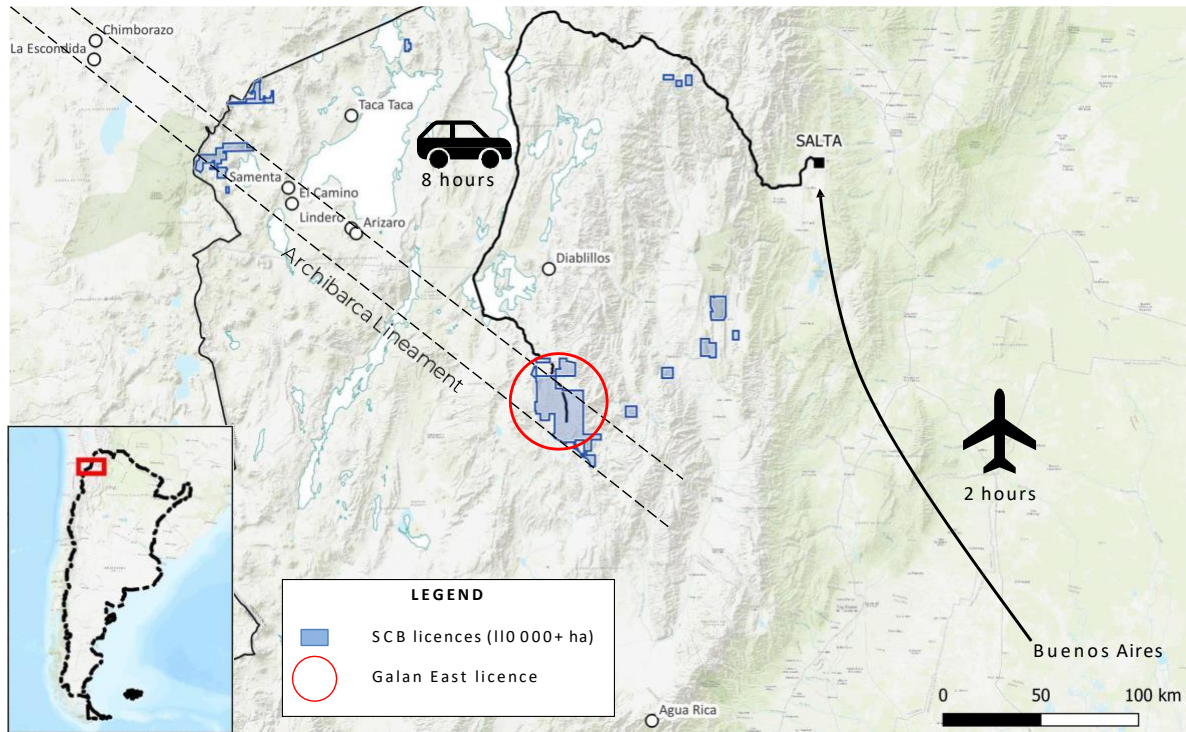 Chimborazo
La Escondida
Taca Taca
SALTA
8 hours
Samenta
El Camino
Lindero
Arizaro
Diablillos
Archibarca Lineament
2 hours
LEGEND
SCB licences (ll0 000+ ha)
Galan East licence
Buenos Aires
0 50 100 km
Agua Rica